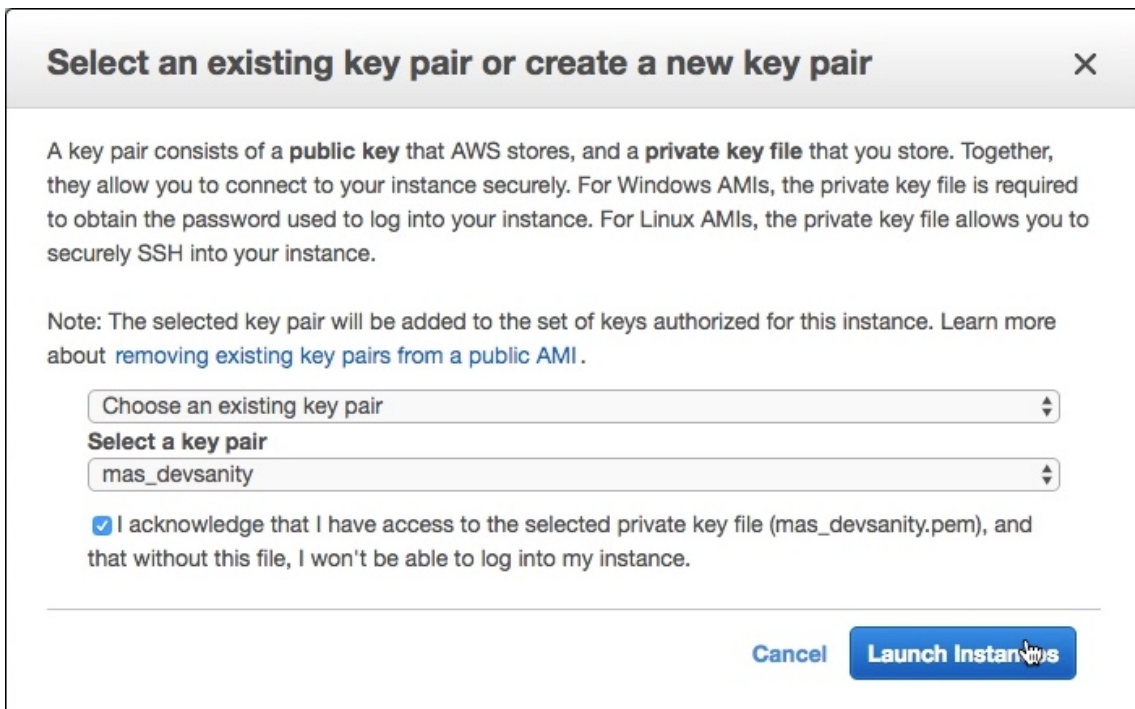 Select an existing key pair or create a new key pair
A key pair consists of a public key that AWS stores, and a private key file that you store. Together,
they allow you to connect to your instance securely. For Windows AMIs, the private key file is required
to obtain the password used to log into your instance. For Linux AMIs, the private key file allows you to
securely SSH into your instance.
Note: The selected key pair will be added to the set of keys authorized for this instance. Learn more
about removing existing key pairs from a public AMI.
Choose an existing key pair
Select a key pair
mas_devsanity
I acknowledge that I have access to the selected private key file (mas_devsanity.pem), and
that without this file, I won't be able to log into my instance.
Cancel
Launch Instances